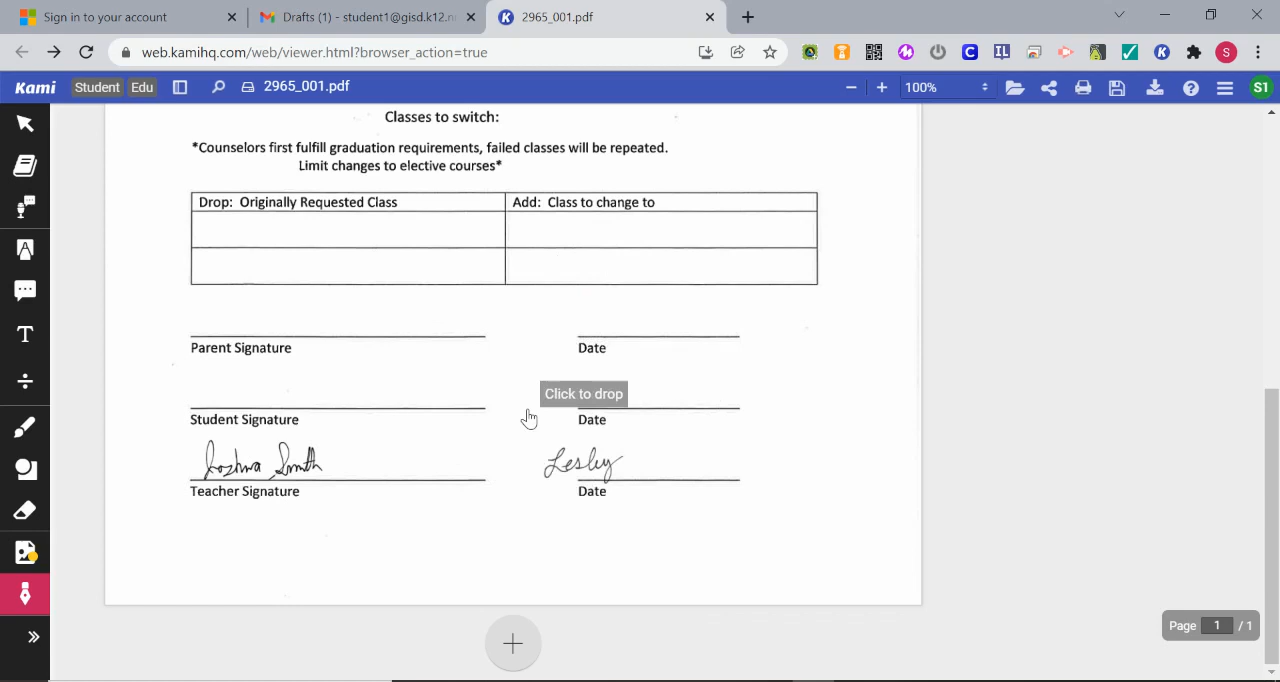 Sign in to your account
Drafts (1) - student1@gisd.k12.n
2965_001.pdf
web.kamihq.com/web/viewer.html?browser_action=true
S
Kami Student Edu 2965_001.pdf 100% S1
Classes to switch:
*Counselors first fulfill graduation requirements, failed classes will be repeated.
Limit changes to elective courses*
Drop: Originally Requested Class Add: Class to change to
Parent Signature Date
Click to drop
Student Signature Date
Joshua Smith Lesley
Teacher Signature Date
Page 1 / 1